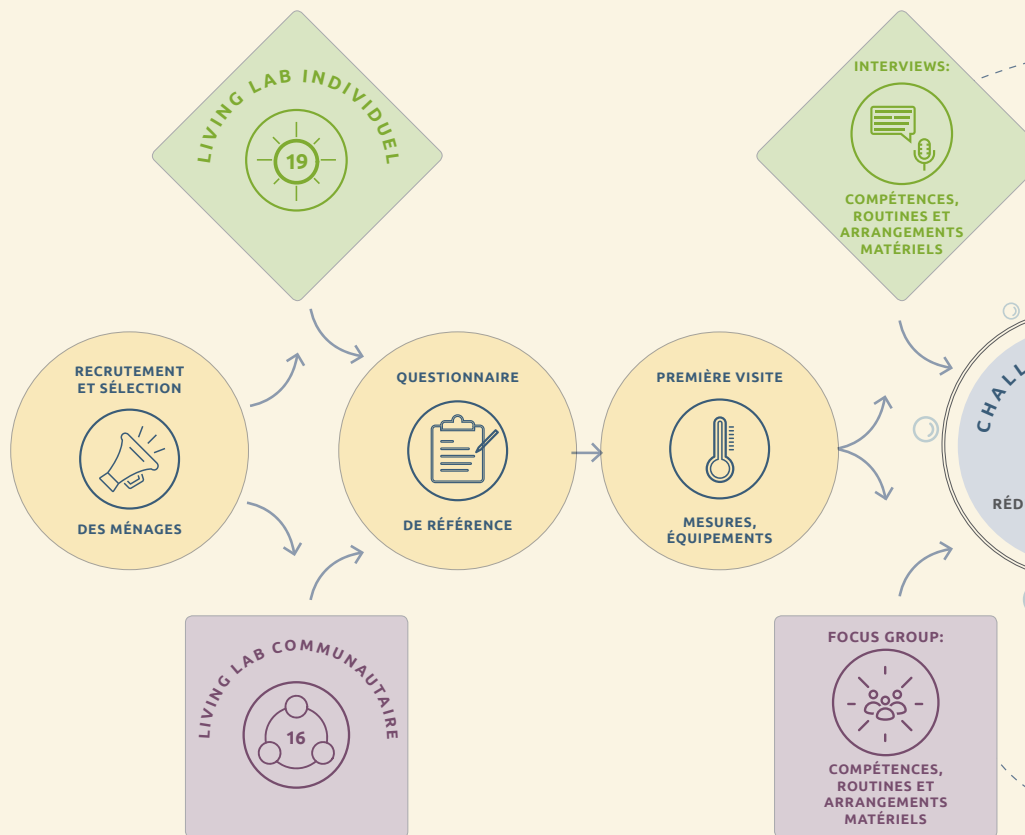 LIVING LAB INDIVIDUEL
19
INTERVIEWS:
COMPÉTENCES,
ROUTINES ET
ARRANGEMENTS
MATÉRIELS
RECRUTEMENT
ET SÉLECTION
DES MÉNAGES
QUESTIONNAIRE
DE RÉFÉRENCE
PREMIÈRE VISITE
MESURES,
ÉQUIPEMENTS
CHALL
RÉD
LIVING LAB COMMUNAUTAIRE
16
FOCUS GROUP:
COMPÉTENCES,
ROUTINES ET
ARRANGEMENTS
MATÉRIELS